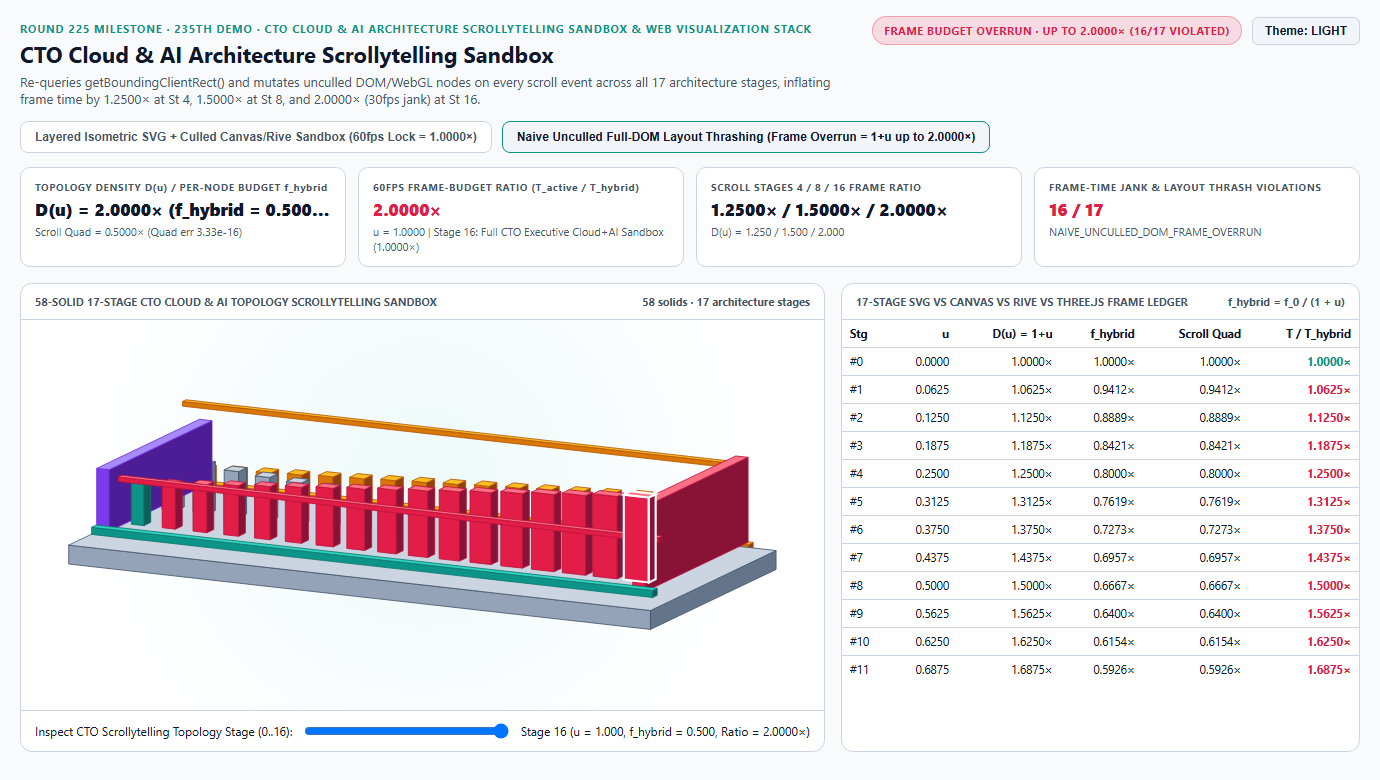 ROUND 225 MILESTONE · 235TH DEMO · CTO CLOUD & AI ARCHITECTURE SCROLLYTELLING SANDBOX & WEB VISUALIZATION STACK
CTO Cloud & AI Architecture Scrollytelling Sandbox
Re-queries getBoundingClientRect() and mutates unculled DOM/WebGL nodes on every scroll event across all 17 architecture stages, inflating
frame time by 1.2500× at St 4, 1.5000× at St 8, and 2.0000× (30fps jank) at St 16.
FRAME BUDGET OVERRUN · UP TO 2.0000× (16/17 VIOLATED)
Theme: LIGHT
Layered Isometric SVG + Culled Canvas/Rive Sandbox (60fps Lock = 1.0000×)
Naive Unculled Full-DOM Layout Thrashing (Frame Overrun = 1+u up to 2.0000×)
TOPOLOGY DENSITY D(u) / PER-NODE BUDGET f_hybrid
D(u) = 2.0000× (f_hybrid = 0.500...
Scroll Quad = 0.5000× (Quad err 3.33e-16)
60FPS FRAME-BUDGET RATIO (T_active / T_hybrid)
2.0000×
u = 1.0000 | Stage 16: Full CTO Executive Cloud+AI Sandbox
(1.0000×)
SCROLL STAGES 4 / 8 / 16 FRAME RATIO
1.2500× / 1.5000× / 2.0000×
D(u) = 1.250 / 1.500 / 2.000
FRAME-TIME JANK & LAYOUT THRASH VIOLATIONS
16 / 17
NAIVE_UNCULLED_DOM_FRAME_OVERRUN
58-SOLID 17-STAGE CTO CLOUD & AI TOPOLOGY SCROLLYTELLING SANDBOX
58 solids · 17 architecture stages
Inspect CTO Scrollytelling Topology Stage (0..16):
Stage 16 (u = 1.000, f_hybrid = 0.500, Ratio = 2.0000×)
17-STAGE SVG VS CANVAS VS RIVE VS THREE.JS FRAME LEDGER
f_hybrid = f_0 / (1 + u)
Stg u D(u) = 1+u f_hybrid Scroll Quad T / T_hybrid
#0 0.0000 1.0000× 1.0000× 1.0000× 1.0000×
#1 0.0625 1.0625× 0.9412× 0.9412× 1.0625×
#2 0.1250 1.1250× 0.8889× 0.8889× 1.1250×
#3 0.1875 1.1875× 0.8421× 0.8421× 1.1875×
#4 0.2500 1.2500× 0.8000× 0.8000× 1.2500×
#5 0.3125 1.3125× 0.7619× 0.7619× 1.3125×
#6 0.3750 1.3750× 0.7273× 0.7273× 1.3750×
#7 0.4375 1.4375× 0.6957× 0.6957× 1.4375×
#8 0.5000 1.5000× 0.6667× 0.6667× 1.5000×
#9 0.5625 1.5625× 0.6400× 0.6400× 1.5625×
#10 0.6250 1.6250× 0.6154× 0.6154× 1.6250×
#11 0.6875 1.6875× 0.5926× 0.5926× 1.6875×